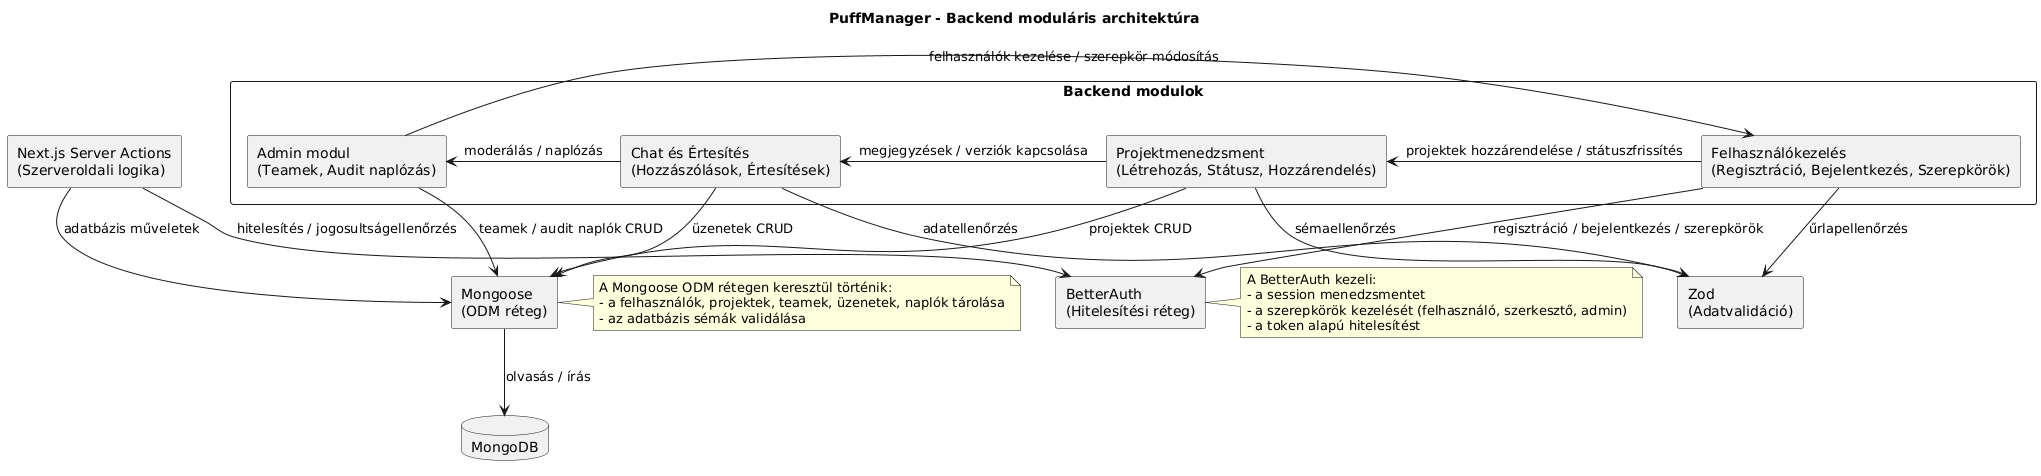 PuffManager - Backend moduláris architektúra
felhasználók kezelése / szerepkör módosítás
Backend modulok
Next.js Server Actions
(Szerveroldali logika)
Admin modul
(Teamek, Audit naplózás)
moderálás / naplózás
Chat és Értesítés
(Hozzászólások, Értesítések)
megjegyzések / verziók kapcsolása
Projektmenedzsment
(Létrehozás, Státusz, Hozzárendelés)
projektek hozzárendelése / státuszfrissítés
Felhasználókezelés
(Regisztráció, Bejelentkezés, Szerepkörök)
adatbázis műveletek
hitelesítés / jogosultságellenőrzés
teamek / audit naplók CRUD
üzenetek CRUD
adatellenőrzés
projektek CRUD
sémaellenőrzés
regisztráció / bejelentkezés / szerepkörök
űrlapellenőrzés
Mongoose
(ODM réteg)
A Mongoose ODM rétegen keresztül történik:
- a felhasználók, projektek, teamek, üzenetek, naplók tárolása
- az adatbázis sémák validálása
BetterAuth
(Hitelesítési réteg)
A BetterAuth kezeli:
- a session menedzsmentet
- a szerepkörök kezelését (felhasználó, szerkesztő, admin)
- a token alapú hitelesítést
Zod
(Adatvalidáció)
olvasás / írás
MongoDB